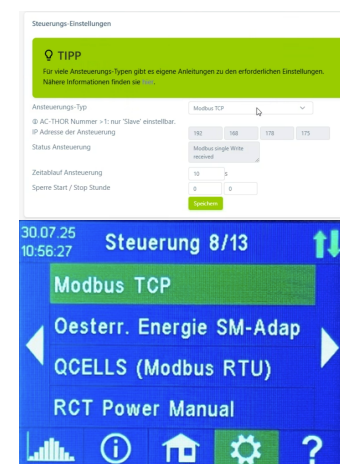 Steuerungs-Einstellungen
TIPP
Für viele Ansteuerungs-Typen gibt es eigene Anleitungen zu den erforderlichen Einstellungen.
Nähere Informationen finden sie hier.
Ansteuerungs-Typ Modbus TCP
AC-THOR Nummer >1: nur 'Slave' einstellbar.
IP Adresse der Ansteuerung 192 168 178 175
Status Ansteuerung Modbus single Write
received
Zeitablauf Ansteuerung 10 s
Sperre Start / Stop Stunde 0 0
Speichern
30.07.25
10:56:27 Steuerung 8/13
Modbus TCP
Oesterr. Energie SM-Adap
QCELLS (Modbus RTU)
RCT Power Manual
i ?